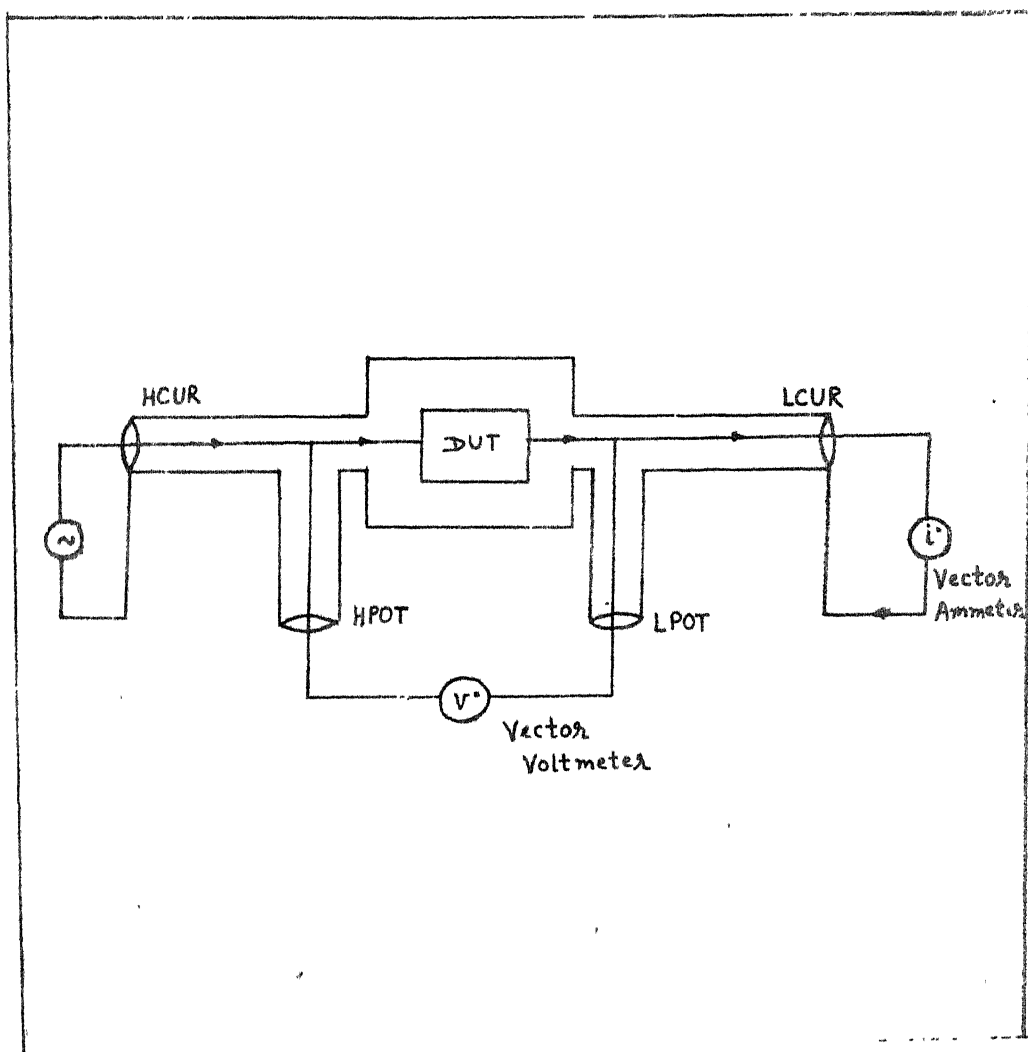 HCUR
LCUR
DUT
~
i°
Vector
Ammeter
HPOT
LPOT
V°
Vector
Voltmeter